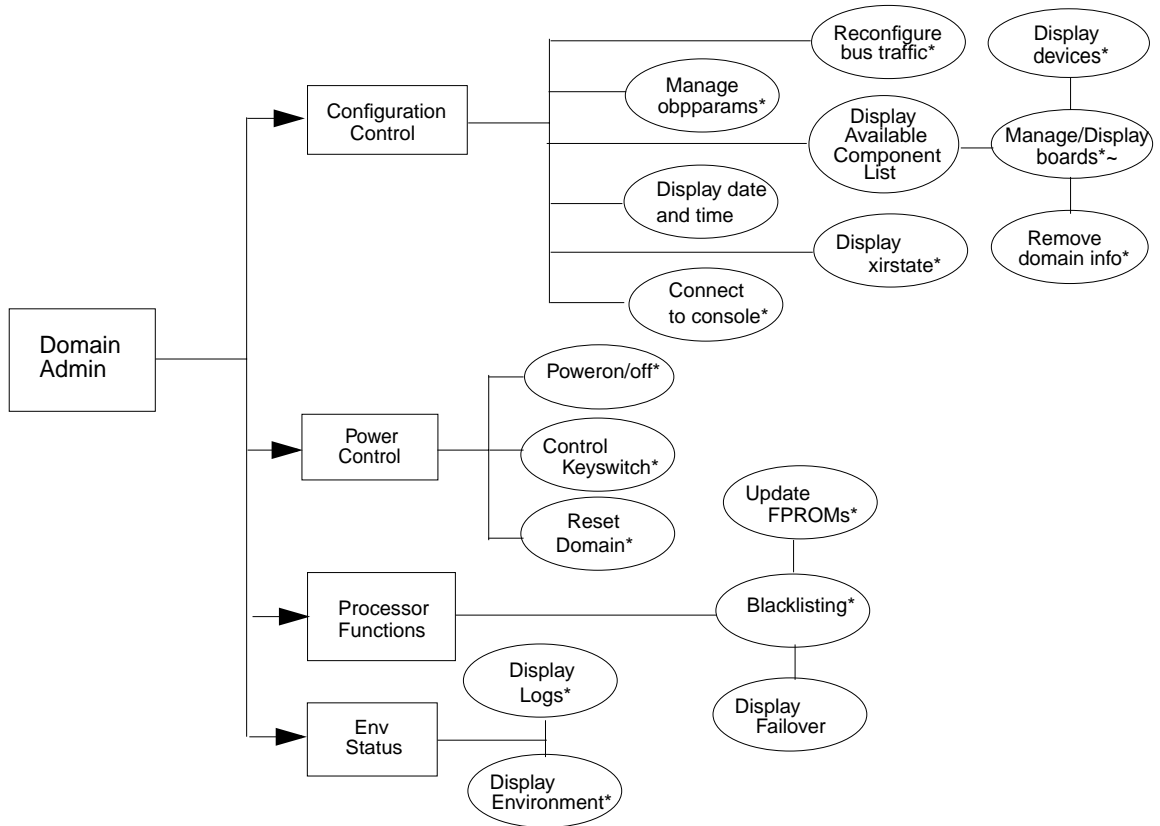 Reconfigure
bus traffic*
Display
devices*
Manage
obpparams*
Configuration
Control
Display
Available
Component
List
Manage/Display
boards*~
Display date
and time
Display
xirstate*
Remove
domain info*
Connect
to console*
Domain
Admin
Poweron/off*
Power
Control
Control
Keyswitch*
Reset
Domain*
Update
FPROMs*
Processor
Functions
Blacklisting*
Display
Logs*
Display
Failover
Env
Status
Display
Environment*